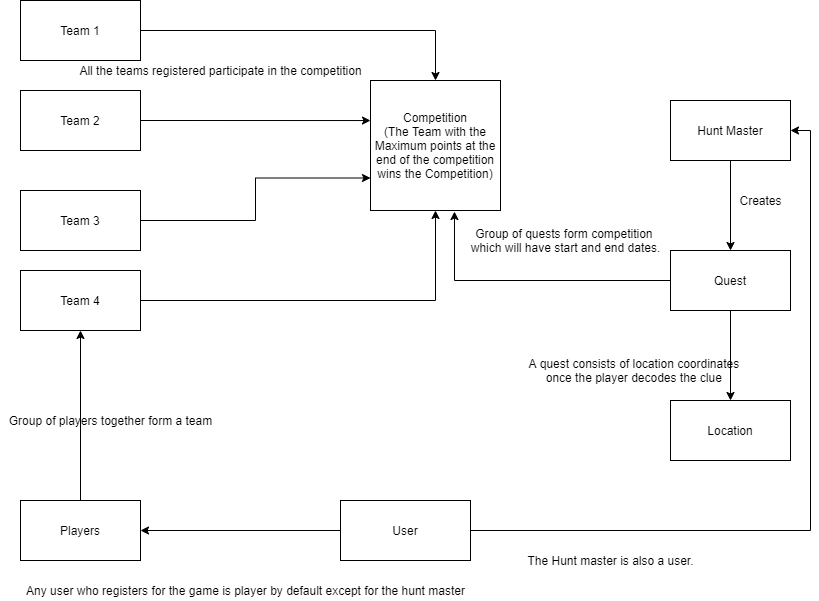 Team 1
All the teams registered participate in the competition
Team 2
Competition
(The Team with the
Maximum points at the
end of the competition
wins the Competition)
Hunt Master
Creates
Team 3
Group of quests form competition
which will have start and end dates.
Team 4
Quest
A quest consists of location coordinates
once the player decodes the clue
Location
Group of players together form a team
Players
User
The Hunt master is also a user.
Any user who registers for the game is player by default except for the hunt master